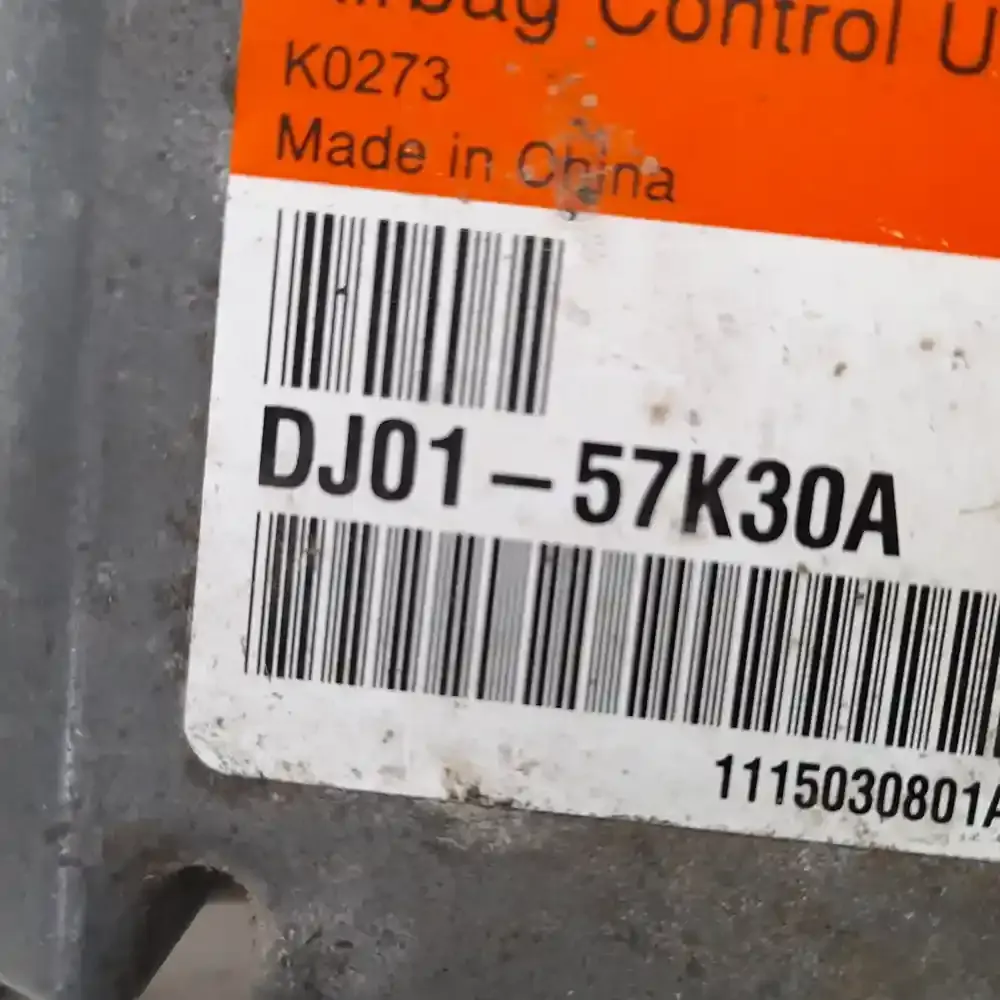 Airbag Control U
K0273
Made in China
DJ01-57K30A
1115030801A